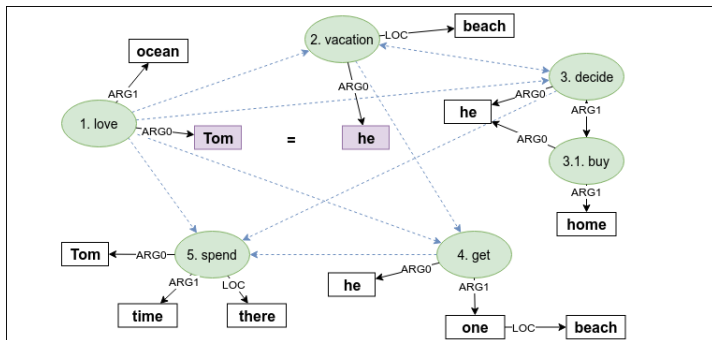 2. vacation
LOC
beach
ocean
3. decide
ARG1
ARG0
ARG0
he
ARG1
1. love
ARG0
Tom
=
he
ARG0
3.1. buy
ARG1
home
Tom
ARG0
5. spend
4. get
ARG0
he
ARG1
LOC
ARG1
time
there
one
LOC
beach